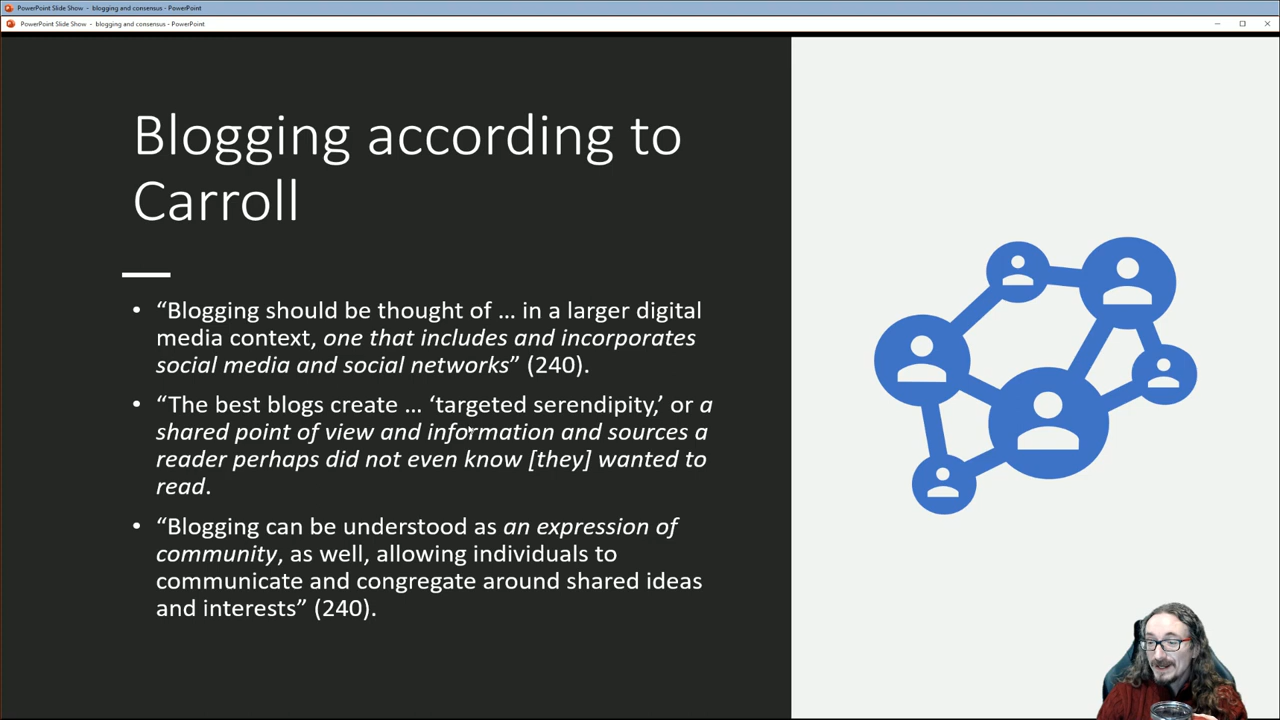 PowerPoint Slide Show - blogging and consensus - PowerPoint
PowerPoint Slide Show - blogging and consensus - PowerPoint
Blogging according to
Carroll
• “Blogging should be thought of … in a larger digital
media context, one that includes and incorporates
social media and social networks” (240).
• “The best blogs create … ‘targeted serendipity,’ or a
shared point of view and information and sources a
reader perhaps did not even know [they] wanted to
read.
• “Blogging can be understood as an expression of
community, as well, allowing individuals to
communicate and congregate around shared ideas
and interests” (240).